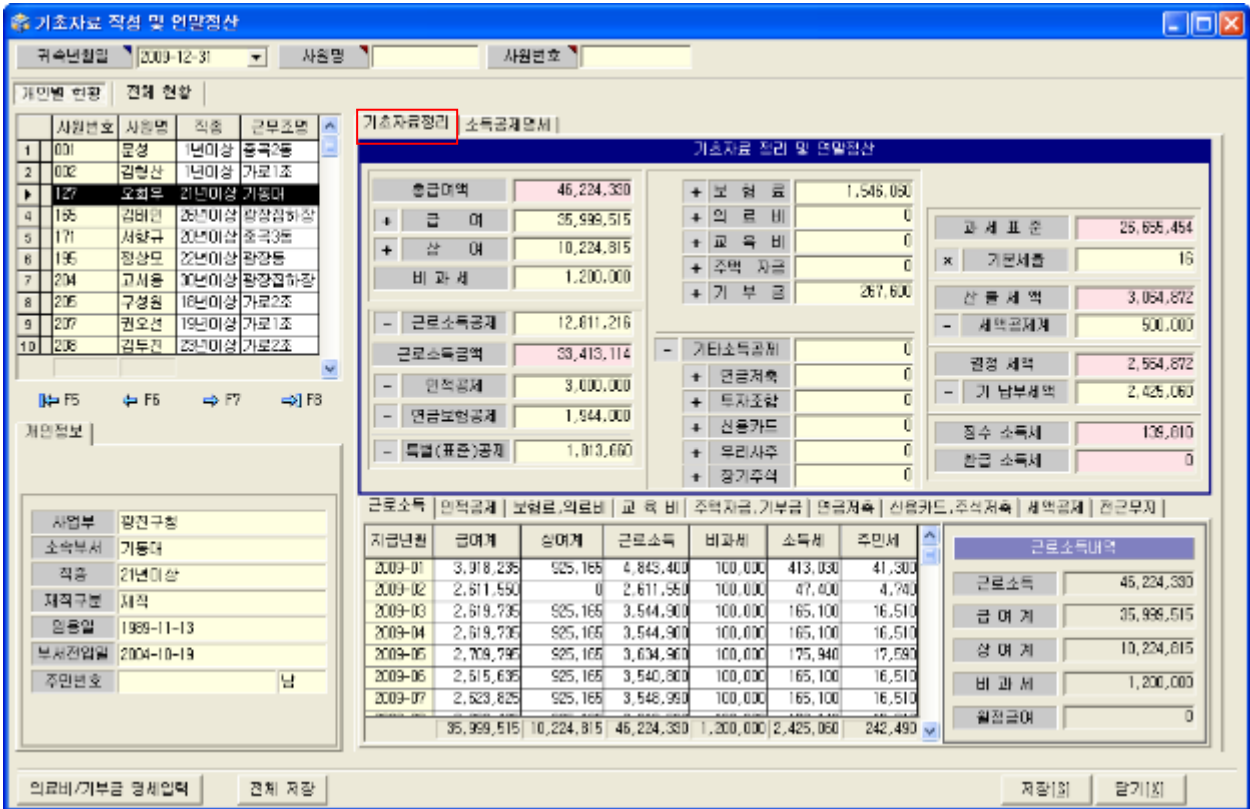 기초자료 작성 및 연말정산
귀속년월일 2009-12-31 사원명 사원번호
개인별 현황 전체 현황
사원번호 사원명 직종 근무조명
1 001 문성 1년이상 중곡2동
2 002 김형산 1년이상 가로1조
127 오희우 21년이상 기동대
4 165 김비인 26년이상 광장집하장
5 171 서향규 20년이상 중곡3동
6 195 정상모 22년이상 광장동
7 204 고서용 30년이상 광장집하장
8 205 구성원 18년이상 가로2조
9 207 권오선 19년이상 가로1조
10 208 김두진 23년이상 가로2조
F5 F6 F7 F8
개인정보
사업부 광진구청
소속부서 기동대
직종 21년이상
재직구분 재직
임용일 1989-11-13
부서전입일 2004-10-19
주민번호 남
기초자료정리 소득공제명세
기초자료 정리 및 연말정산
총급여액 46,224,330
+ 급 여 35,999,515
+ 상 여 10,224,815
비 과 세 1,200,000
- 근로소득공제 12,811,216
근로소득금액 33,413,114
- 인적공제 3,000,000
- 연금보험공제 1,944,000
- 특별(표준)공제 1,813,660
+ 보 험 료 1,546,060
+ 의 료 비 0
+ 교 육 비 0
+ 주택 자금 0
+ 기 부 금 267,600
- 기타소득공제 0
+ 연금저축 0
+ 투자조합 0
+ 신용카드 0
+ 우리사주 0
+ 장기주식 0
과 세 표 준 26,655,454
× 기본세율 16
산 출 세 액 3,064,872
- 세액공제계 500,000
결정 세액 2,564,872
- 기 납부세액 2,425,060
징수 소득세 139,810
환급 소득세 0
근로소득 인적공제 보험료,의료비 교 육 비 주택자금,기부금 연금저축 신용카드,주식저축 세액공제 전근무지
지급년월 급여계 상여계 근로소득 비과세 소득세 주민세
2009-01 3,918,235 925,165 4,843,400 100,000 413,030 41,300
2009-02 2,611,550 0 2,611,550 100,000 47,400 4,740
2009-03 2,619,735 925,165 3,544,900 100,000 165,100 16,510
2009-04 2,619,735 925,165 3,544,900 100,000 165,100 16,510
2009-05 2,709,795 925,165 3,634,960 100,000 175,940 17,590
2009-06 2,615,635 925,165 3,540,800 100,000 165,100 16,510
2009-07 2,623,825 925,165 3,548,990 100,000 165,100 16,510
35,999,515 10,224,815 46,224,330 1,200,000 2,425,060 242,490
근로소득내역
근로소득 46,224,330
급 여 계 35,999,515
상 여 계 10,224,815
비 과 세 1,200,000
월정급여 0
의료비/기부금 명세입력 전체 저장 저장[S] 닫기[X]